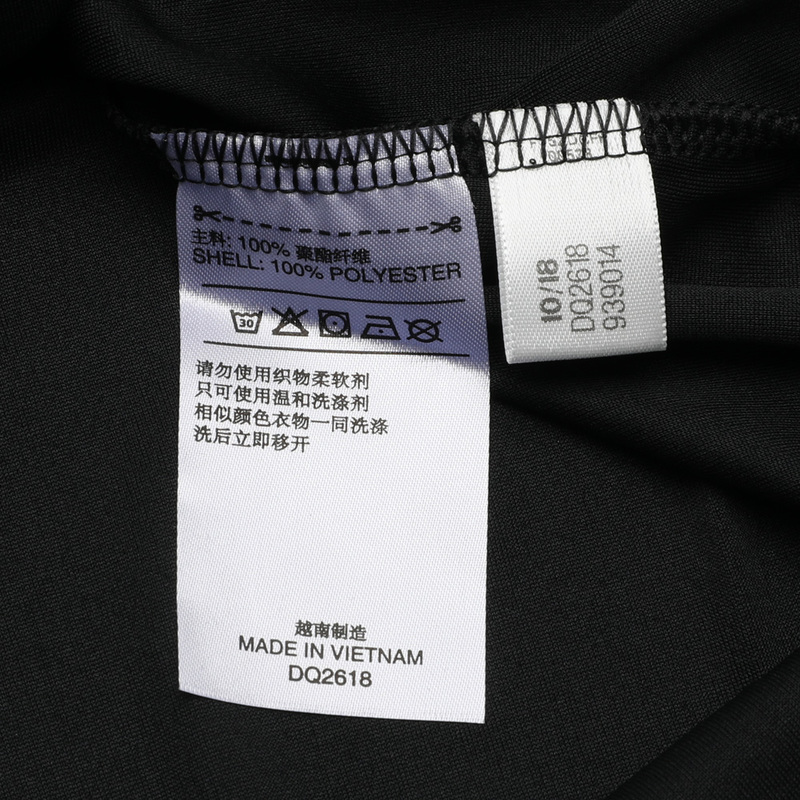 主料: 100% 聚酯纤维
SHELL: 100% POLYESTER
30
请勿使用织物柔软剂
只可使用温和洗涤剂
相似颜色衣物一同洗涤
洗后立即移开
越南制造
MADE IN VIETNAM
DQ2618
10/18
DQ2618
939014